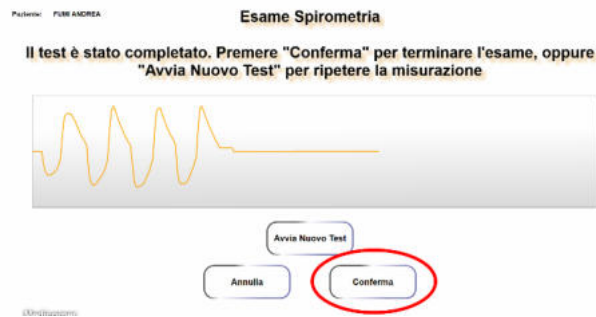 Paziente: FUMI ANDREA
Esame Spirometria
Il test è stato completato. Premere "Conferma" per terminare l'esame, oppure
"Avvia Nuovo Test" per ripetere la misurazione
Avvia Nuovo Test
Annulla
Conferma